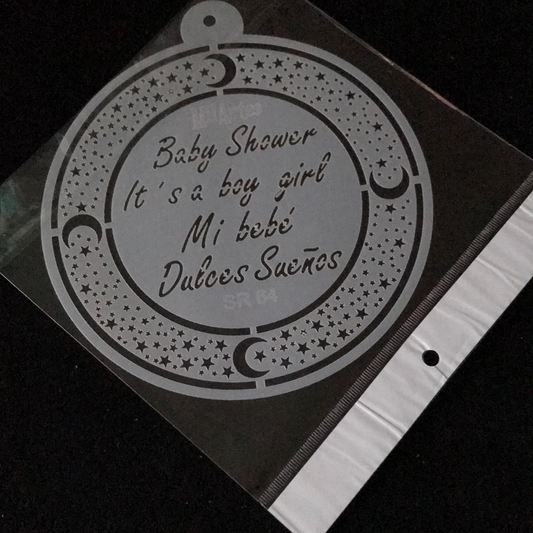 Baby Shower
It's a boy girl
Mi bebé
Dulces Sueños
SR 64